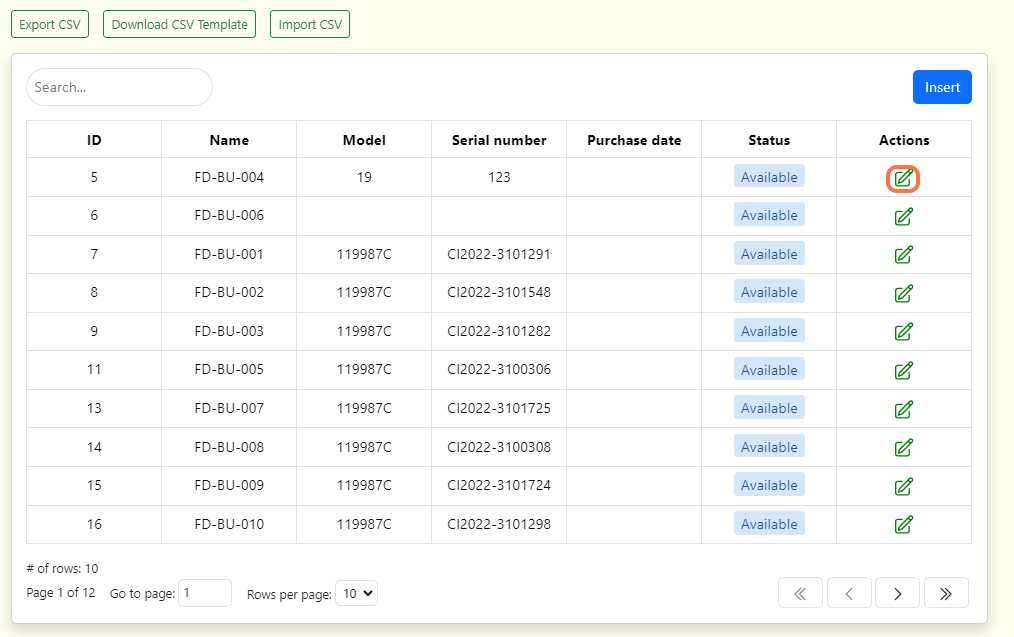 Export CSV Download CSV Template Import CSV
Search... Insert
ID Name Model Serial number Purchase date Status Actions
5 FD-BU-004 19 123 Available
6 FD-BU-006 Available
7 FD-BU-001 119987C CI2022-3101291 Available
8 FD-BU-002 119987C CI2022-3101548 Available
9 FD-BU-003 119987C CI2022-3101282 Available
11 FD-BU-005 119987C CI2022-3100306 Available
13 FD-BU-007 119987C CI2022-3101725 Available
14 FD-BU-008 119987C CI2022-3100308 Available
15 FD-BU-009 119987C CI2022-3101724 Available
16 FD-BU-010 119987C CI2022-3101298 Available
# of rows: 10
Page 1 of 12 Go to page: 1 Rows per page: 10